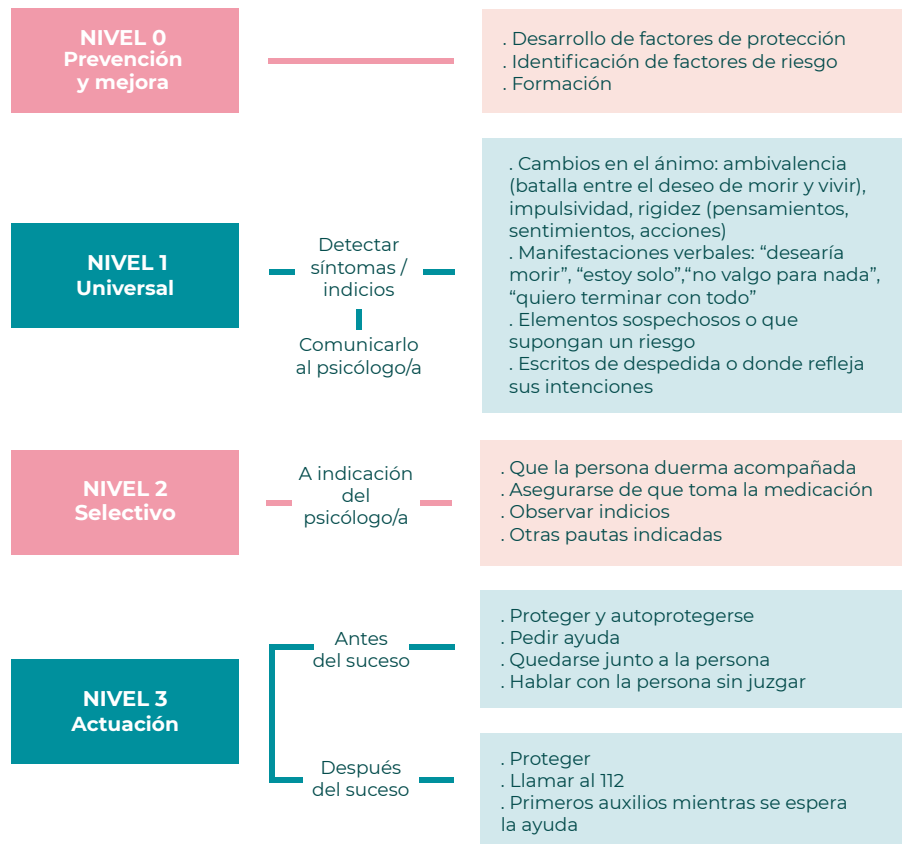 NIVEL 0
Prevención
y mejora
. Desarrollo de factores de protección
. Identificación de factores de riesgo
. Formación
NIVEL 1
Universal
Detectar
síntomas /
indicios
Comunicarlo
al psicólogo/a
. Cambios en el ánimo: ambivalencia
(batalla entre el deseo de morir y vivir),
impulsividad, rigidez (pensamientos,
sentimientos, acciones)
. Manifestaciones verbales: “desearía
morir”, “estoy solo”,“no valgo para nada”,
“quiero terminar con todo”
. Elementos sospechosos o que
supongan un riesgo
. Escritos de despedida o donde refleja
sus intenciones
NIVEL 2
Selectivo
A indicación
del
psicólogo/a
. Que la persona duerma acompañada
. Asegurarse de que toma la medicación
. Observar indicios
. Otras pautas indicadas
NIVEL 3
Actuación
Antes
del suceso
. Proteger y autoprotegerse
. Pedir ayuda
. Quedarse junto a la persona
. Hablar con la persona sin juzgar
Después
del suceso
. Proteger
. Llamar al 112
. Primeros auxilios mientras se espera
la ayuda